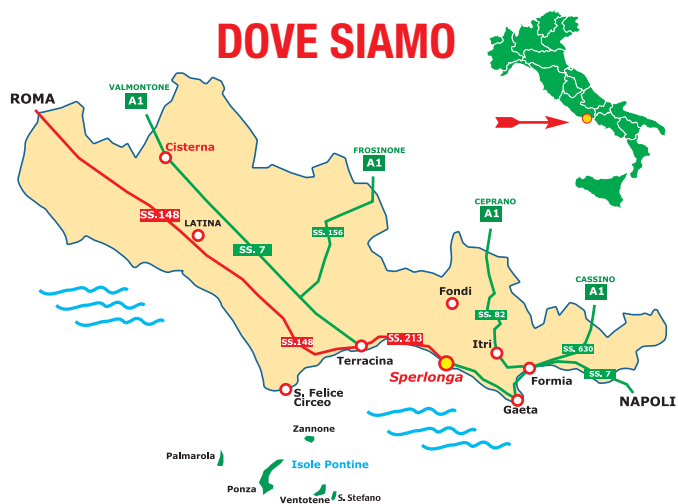 DOVE SIAMO
ROMA
VALMONTONE
A1
Cisterna
FROSINONE
A1
SS.148
LATINA
SS. 7
SS. 156
CEPRANO
A1
CASSINO
A1
Fondi
SS. 82
SS.148
SS. 213
Terracina
Itri
SS. 630
SS. 7
Sperlonga
Formia
NAPOLI
Gaeta
S. Felice
Circeo
Zannone
Palmarola
Isole Pontine
Ponza
Ventotene
S. Stefano